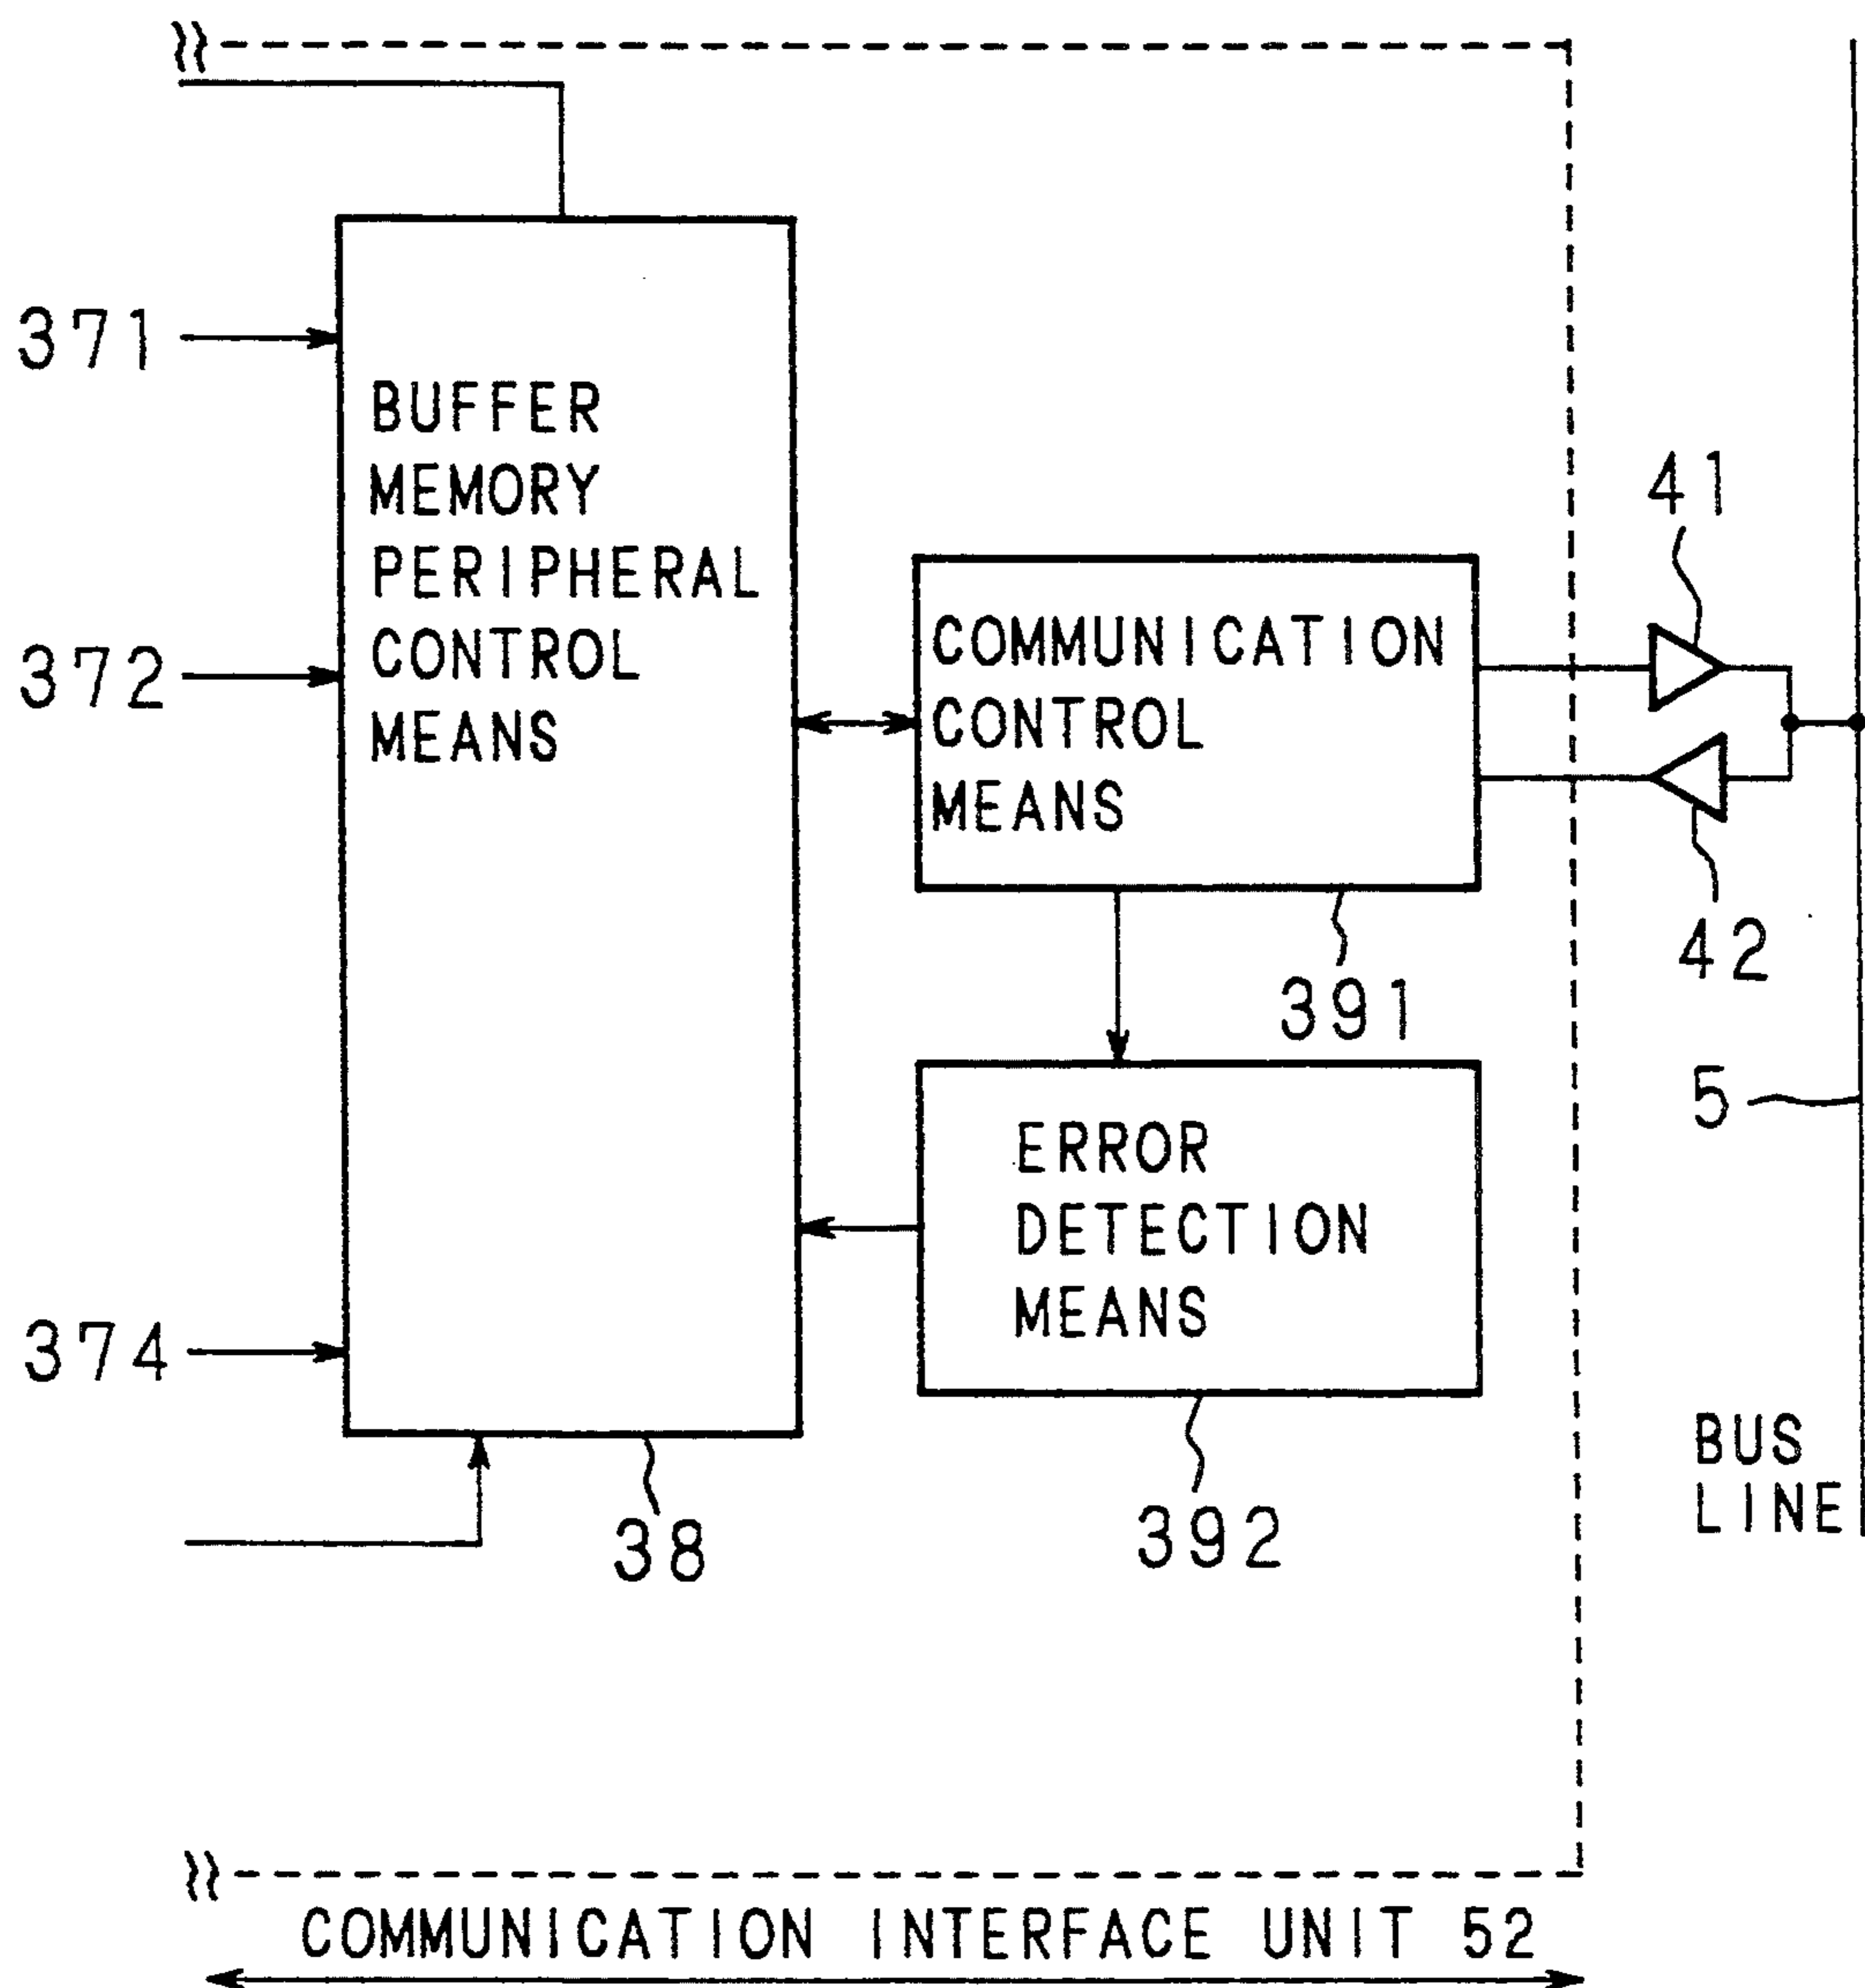 371
BUFFER
MEMORY
PERIPHERAL
CONTROL
MEANS
372
COMMUNICATION
CONTROL
MEANS
41
42
391
5
ERROR
DETECTION
MEANS
374
BUS
LINE
38
392
COMMUNICATION INTERFACE UNIT 52